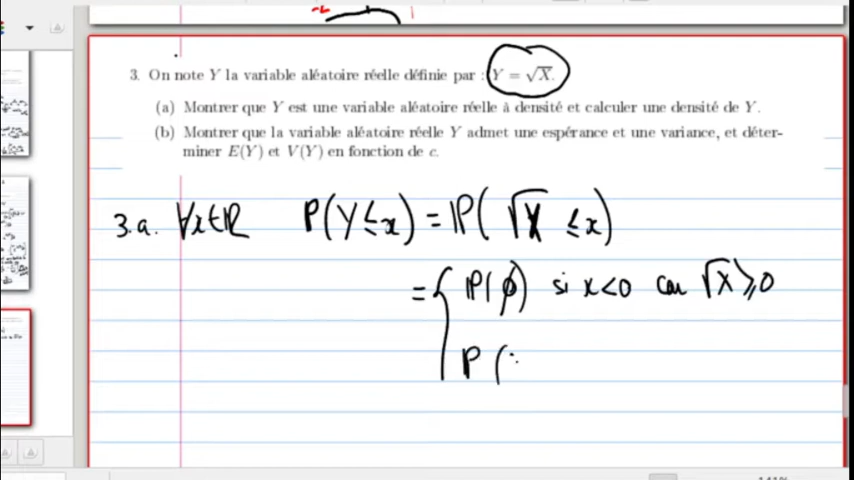 3. On note Y la variable aléatoire réelle définie par : Y = √X.
(a) Montrer que Y est une variable aléatoire réelle à densité et calculer une densité de Y.
(b) Montrer que la variable aléatoire réelle Y admet une espérance et une variance, et déter-
miner E(Y) et V(Y) en fonction de c.
3.a. ∀x∈ℝ P(Y≤x) = ℙ(√X ≤x)
= { ℙ(∅) si x<0 car √X ≥0
P(